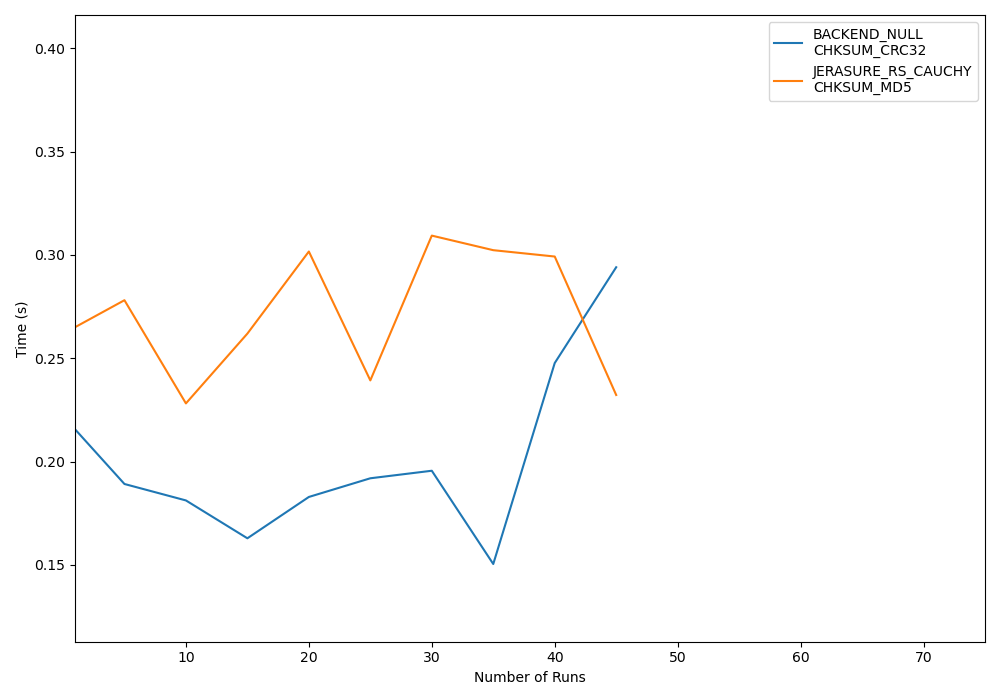 BACKEND_NULL
CHKSUM_CRC32
JERASURE_RS_CAUCHY
CHKSUM_MD5
0.40
0.35
0.30
0.25
0.20
0.15
Time (s)
10 20 30 40 50 60 70
Number of Runs